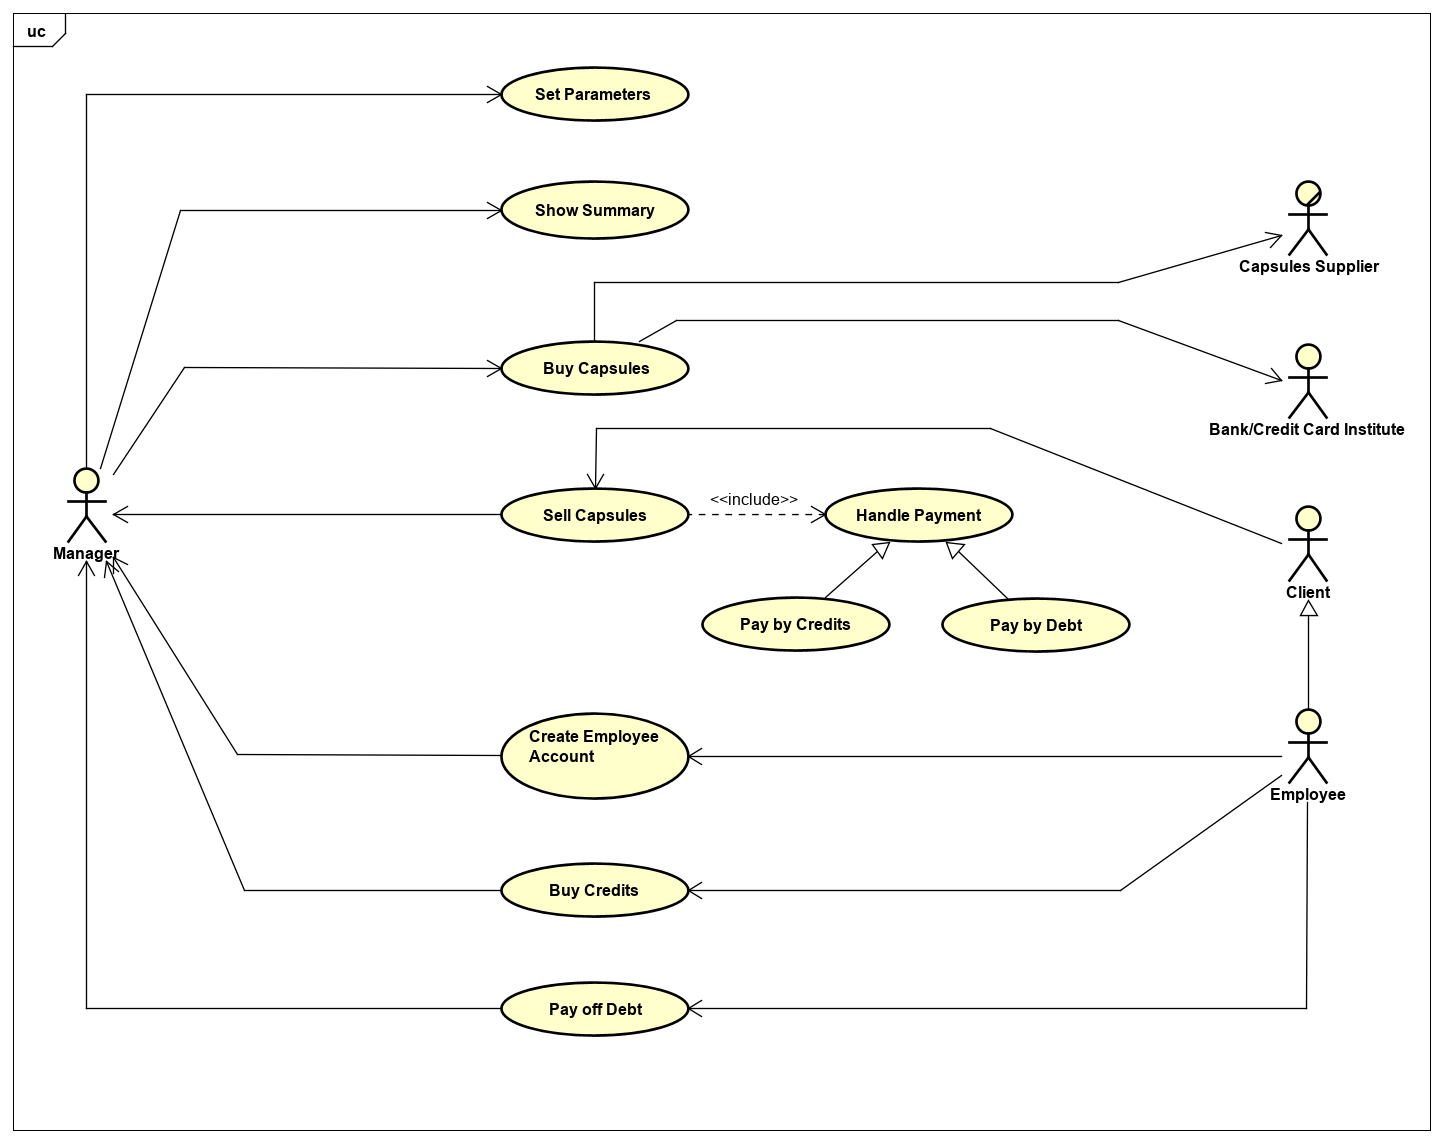 uc
Set Parameters
Show Summary
Capsules Supplier
Buy Capsules
Bank/Credit Card Institute
Sell Capsules
<<include>>
Handle Payment
Manager
Client
Pay by Credits
Pay by Debt
Create Employee
Account
Employee
Buy Credits
Pay off Debt